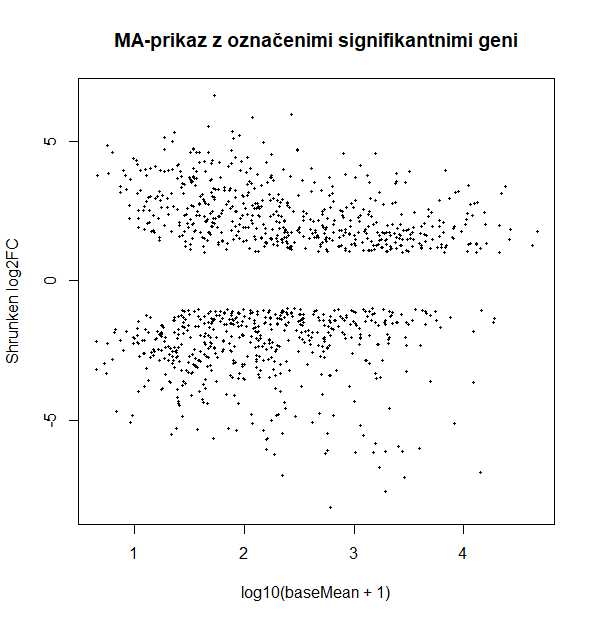 MA-prikaz z označenimi signifikantnimi geni
Shrunken log2FC
5
0
-5
1 2 3 4
log10(baseMean + 1)